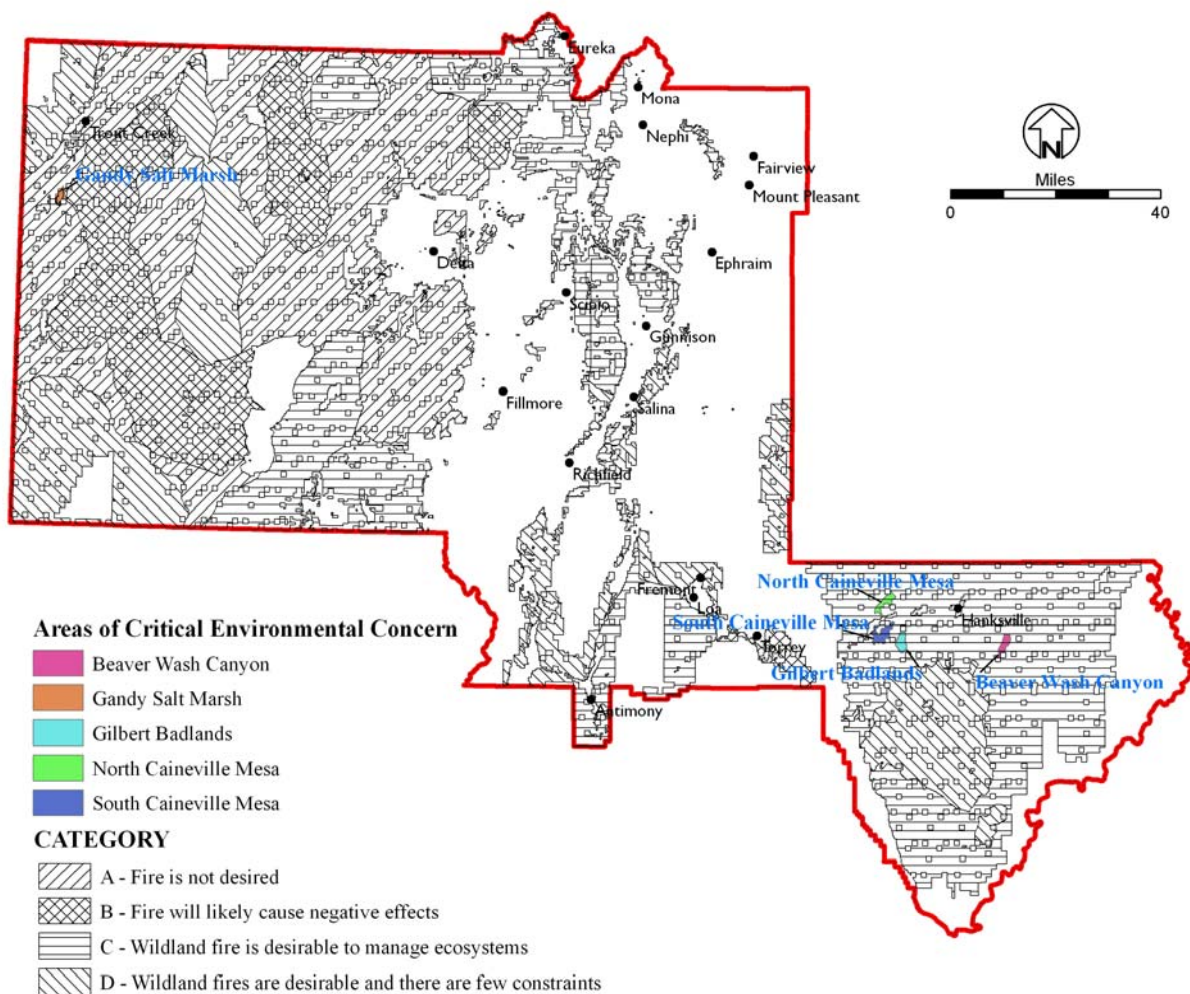 Eureka
Mona
Nephi
Trout Creek
Fairview
Gandy Salt Marsh
Mount Pleasant
N
Miles
0 40
Delta
Ephraim
Scipio
Gunnison
Fillmore
Salina
Richfield
North Caineville Mesa
Fremont
Loa
Hanksville
South Caineville Mesa
Torrey
Gilbert Badlands
Beaver Wash Canyon
Antimony
Areas of Critical Environmental Concern
Beaver Wash Canyon
Gandy Salt Marsh
Gilbert Badlands
North Caineville Mesa
South Caineville Mesa
CATEGORY
A - Fire is not desired
B - Fire will likely cause negative effects
C - Wildland fire is desirable to manage ecosystems
D - Wildland fires are desirable and there are few constraints